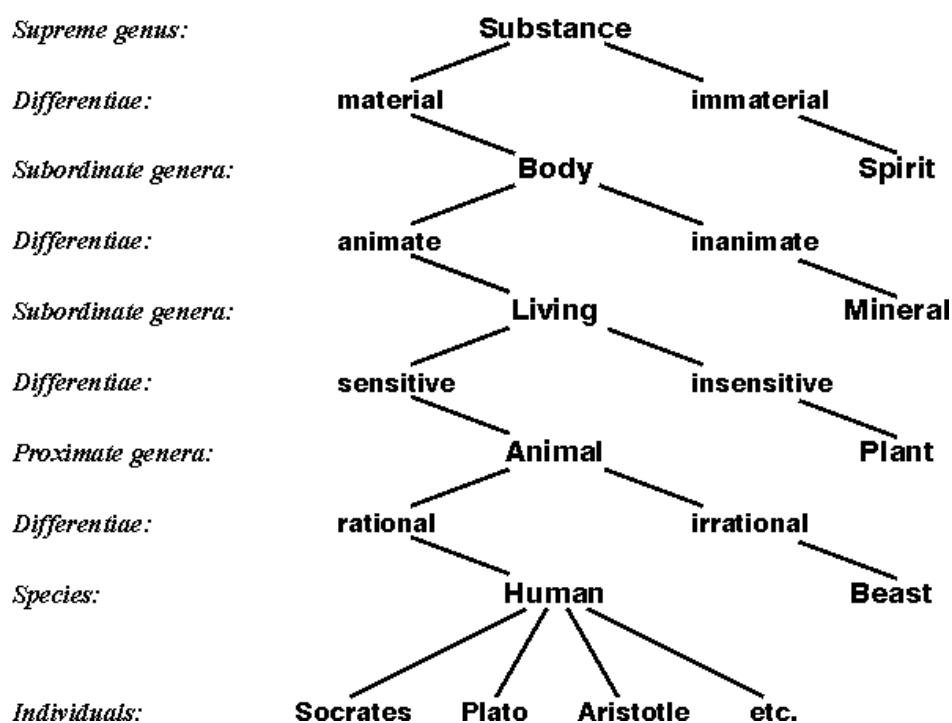 Supreme genus: Substance
Differentiae: material immaterial
Subordinate genera: Body Spirit
Differentiae: animate inanimate
Subordinate genera: Living Mineral
Differentiae: sensitive insensitive
Proximate genera: Animal Plant
Differentiae: rational irrational
Species: Human Beast
Individuals: Socrates Plato Aristotle etc.